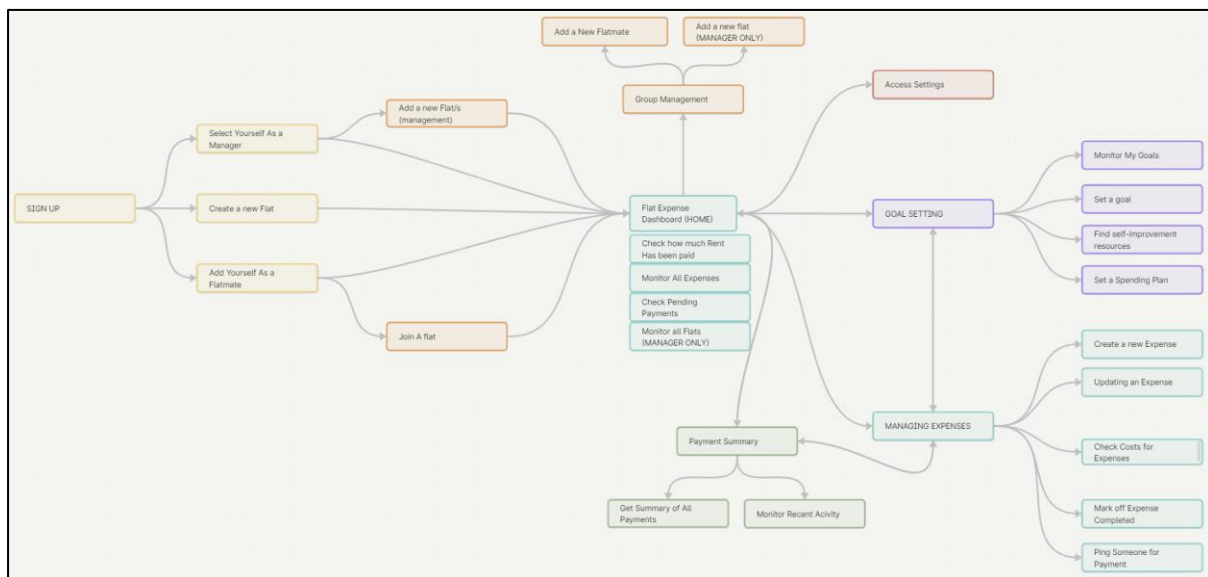 Add a New Flatmate
Add a new flat
(MANAGER ONLY)
Group Management
Access Settings
Add a new Flat/s
(management)
Select Yourself As a
Manager
SIGN UP
Create a new Flat
Add Yourself As a
Flatmate
Join A flat
Flat Expense
Dashboard (HOME)
Check how much Rent
Has been paid
Monitor All Expenses
Check Pending
Payments
Monitor all Flats
(MANAGER ONLY)
GOAL SETTING
Monitor My Goals
Set a goal
Find self-improvement
resources
Set a Spending Plan
MANAGING EXPENSES
Create a new Expense
Updating an Expense
Check Costs for
Expenses
Mark off Expense
Completed
Ping Someone for
Payment
Payment Summary
Get Summary of All
Payments
Monitor Recent Acivity